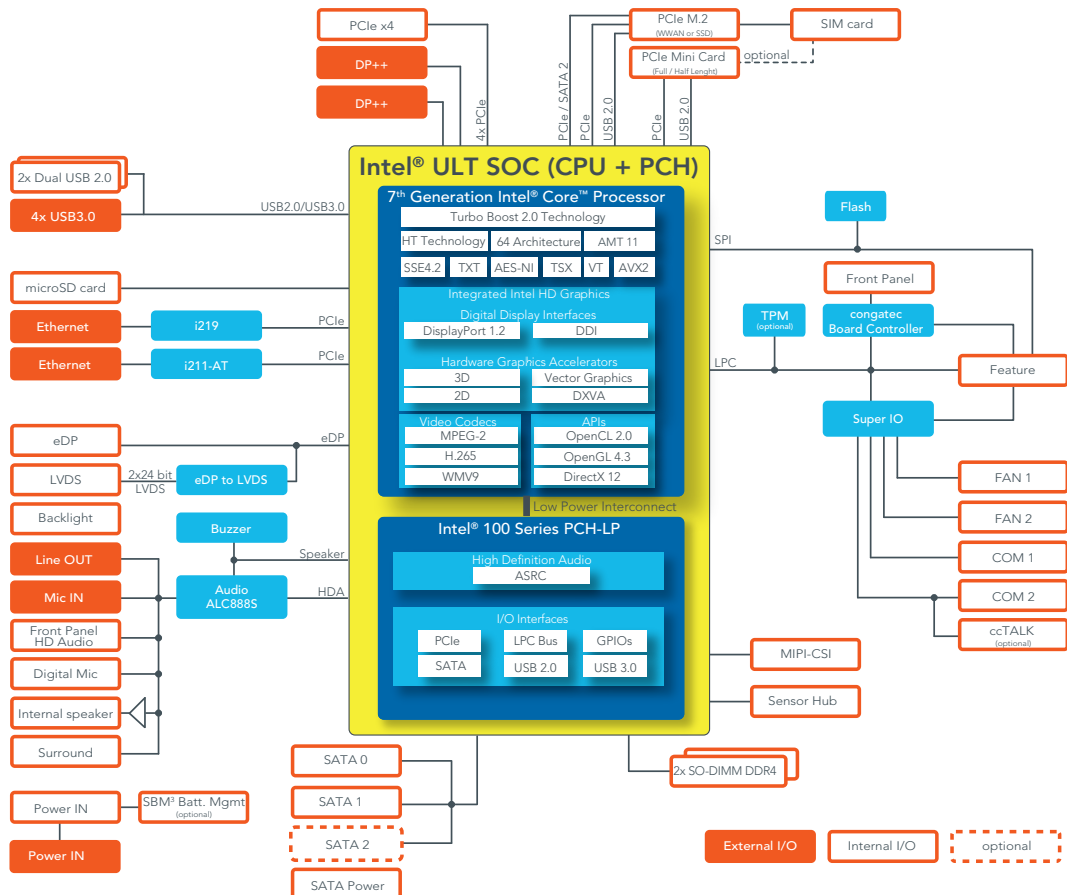 PCIe x4
DP++
DP++
4x PCIe
PCIe / SATA 2
PCIe
USB 2.0
PCIe
USB 2.0
PCIe M.2
(WWAN or SSD)
SIM card
PCIe Mini Card
(Full / Half Lenght)
optional
2x Dual USB 2.0
4x USB3.0
USB2.0/USB3.0
microSD card
Ethernet
i219
PCIe
Ethernet
i211-AT
PCIe
eDP
eDP
LVDS
2x24 bit
LVDS
eDP to LVDS
Backlight
Buzzer
Speaker
Line OUT
Mic IN
Audio
ALC888S
HDA
Front Panel
HD Audio
Digital Mic
Internal speaker
Surround
Power IN
SBM³ Batt. Mgmt
(optional)
Power IN
Intel® ULT SOC (CPU + PCH)
7th Generation Intel® Core™ Processor
Turbo Boost 2.0 Technology
HT Technology
64 Architecture
AMT 11
SSE4.2
TXT
AES-NI
TSX
VT
AVX2
Integrated Intel HD Graphics
Digital Display Interfaces
DisplayPort 1.2
DDI
Hardware Graphics Accelerators
3D
Vector Graphics
2D
DXVA
Video Codecs
MPEG-2
H.265
WMV9
APIs
OpenCL 2.0
OpenGL 4.3
DirectX 12
Low Power Interconnect
Intel® 100 Series PCH-LP
High Definition Audio
ASRC
I/O Interfaces
PCIe
LPC Bus
GPIOs
SATA
USB 2.0
USB 3.0
SPI
Flash
Front Panel
TPM
(optional)
congatec
Board Controller
LPC
Feature
Super IO
FAN 1
FAN 2
COM 1
COM 2
ccTALK
(optional)
MIPI-CSI
Sensor Hub
2x SO-DIMM DDR4
SATA 0
SATA 1
SATA 2
SATA Power
External I/O
Internal I/O
optional